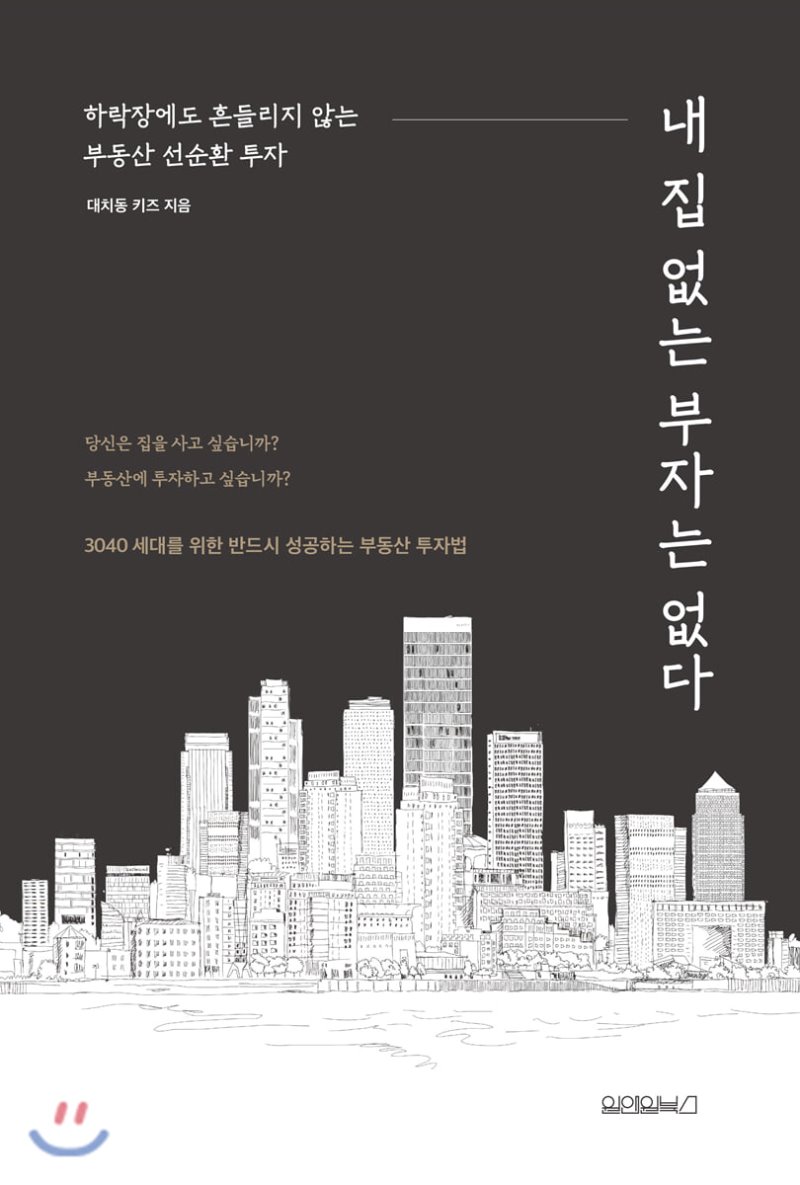 하락장에도 흔들리지 않는
부동산 선순환 투자
대치동 키즈 지음
내 집 없는 부자는 없다
당신은 집을 사고 싶습니까?
부동산에 투자하고 싶습니까?
3040 세대를 위한 반드시 성공하는 부동산 투자법
원앤원북스